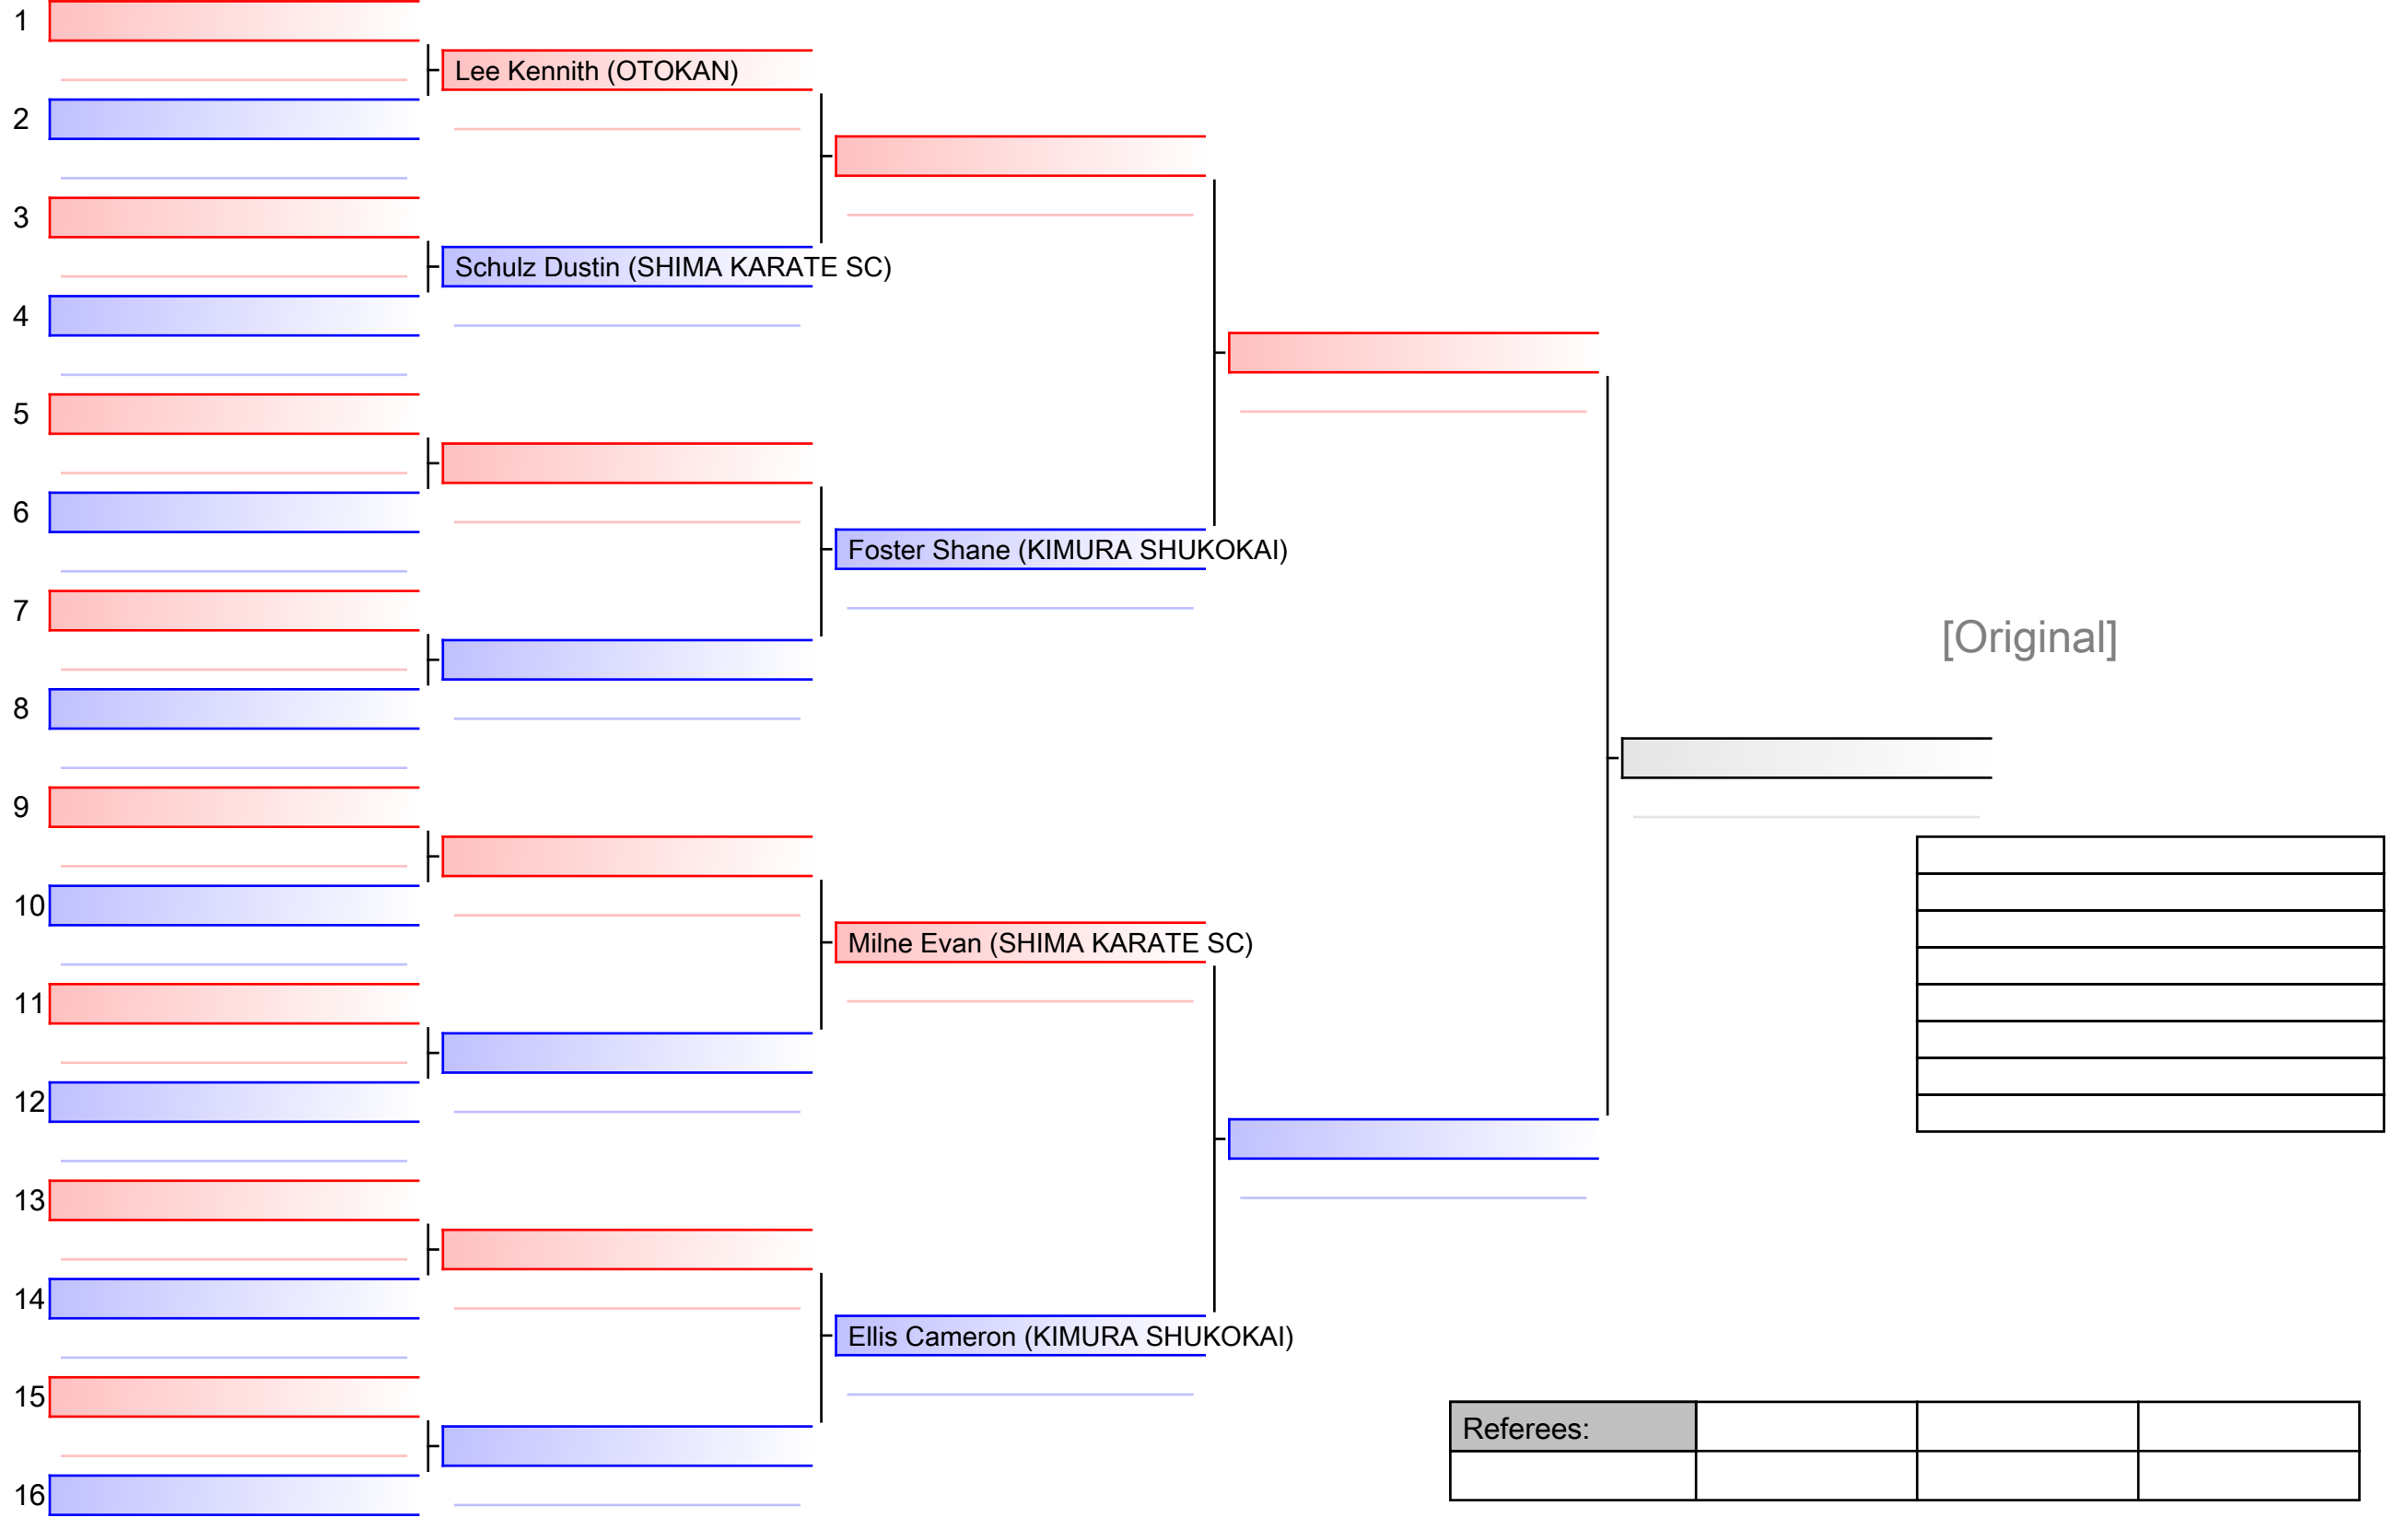 1
Lee Kennith (OTOKAN)
2
3
Schulz Dustin (SHIMA KARATE SC)
4
5
6
Foster Shane (KIMURA SHUKOKAI)
7
[Original]
8
9
10
Milne Evan (SHIMA KARATE SC)
11
12
13
14
Ellis Cameron (KIMURA SHUKOKAI)
15
Referees:
16